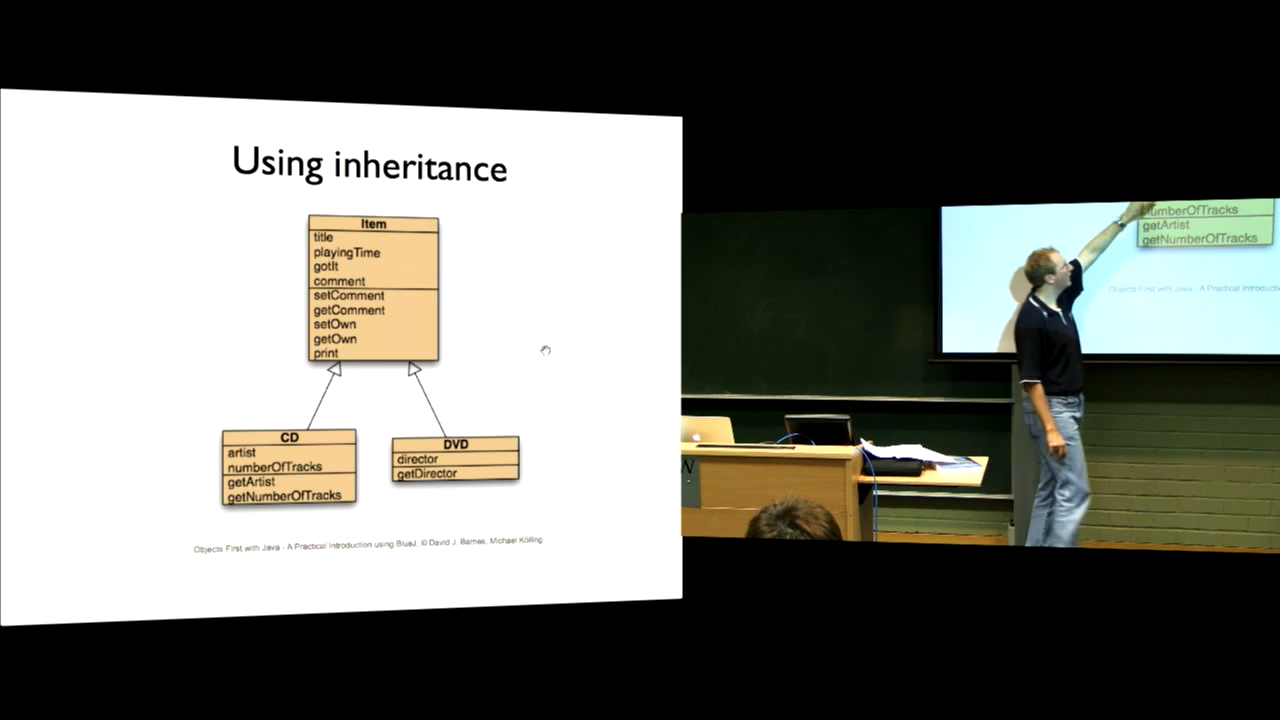 Using inheritance
Item
title
playingTime
gotIt
comment
setComment
getComment
setOwn
getOwn
print
CD
artist
numberOfTracks
getArtist
getNumberOfTracks
DVD
director
getDirector
Objects First with Java - A Practical Introduction using BlueJ, © David J. Barnes, Michael Kölling
numberOfTracks
getArtist
getNumberOfTracks
Objects First with Java - A Practical
W